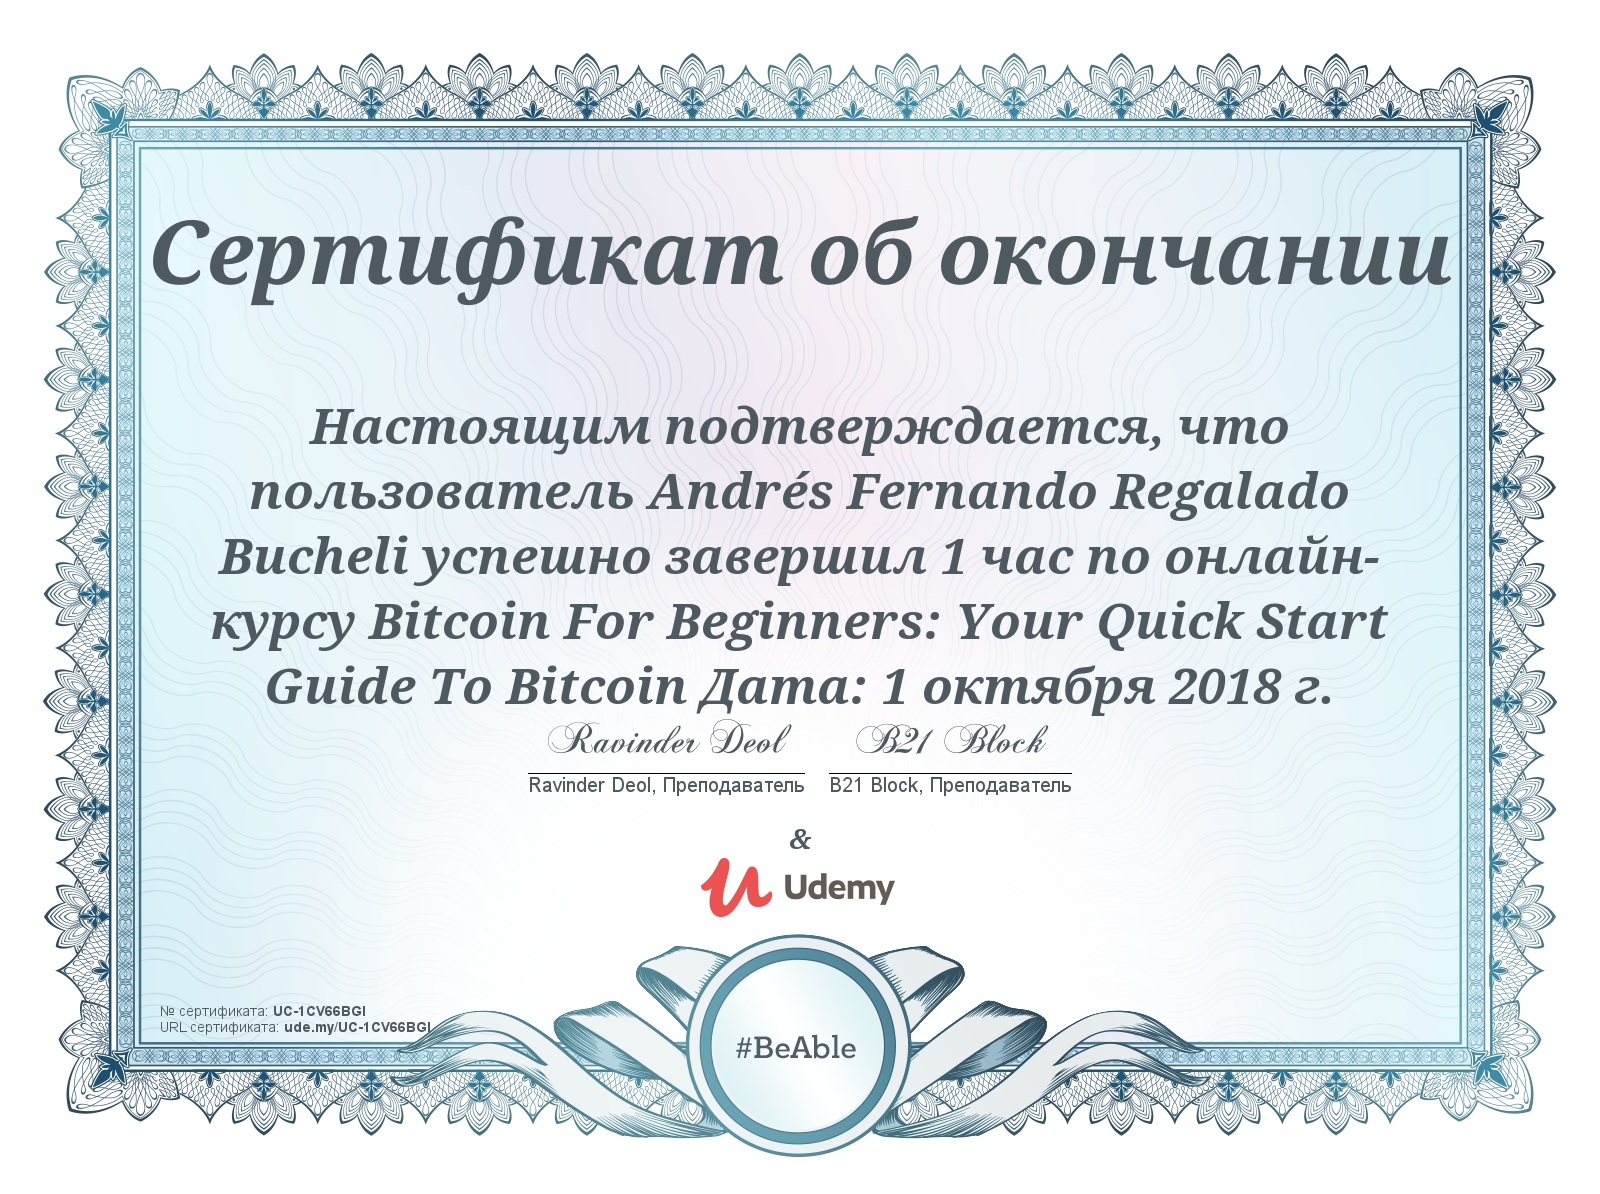 Сертификат об окончании
Настоящим подтверждается, что
пользователь Andrés Fernando Regalado
Bucheli успешно завершил 1 час по онлайн-
курсу Bitcoin For Beginners: Your Quick Start
Guide To Bitcoin Дата: 1 октября 2018 г.
Ravinder Deol B21 Block
Ravinder Deol, Преподаватель B21 Block, Преподаватель
&
Udemy
№ сертификата: UC-1CV66BGI
URL сертификата: ude.my/UC-1CV66BGI
#BeAble